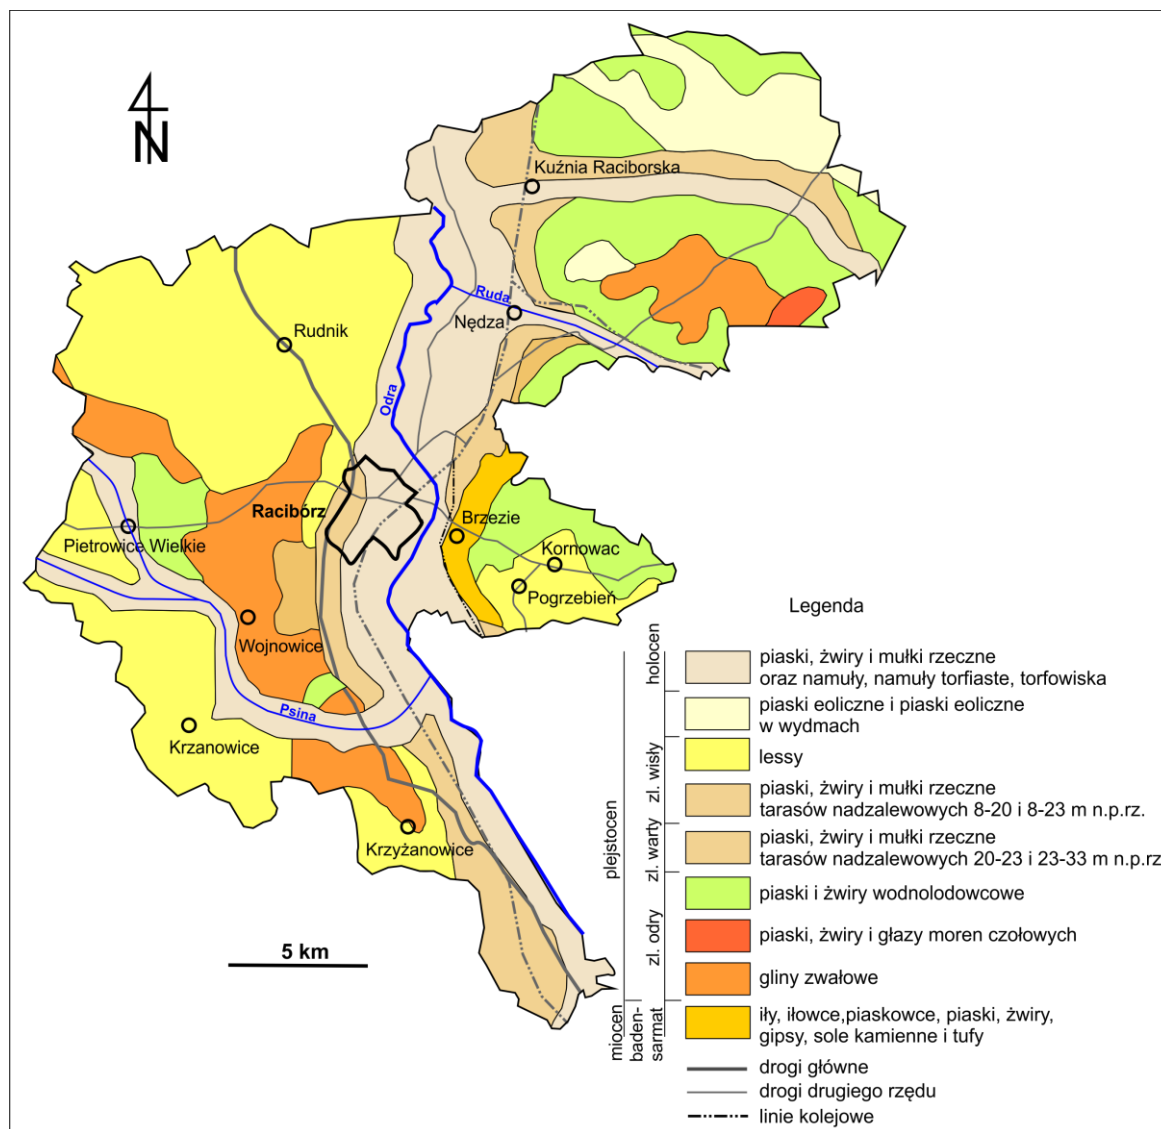 N
Kuźnia Raciborska
Ruda
Nędza
Rudnik
Odra
Racibórz
Brzezie
Pietrowice Wielkie
Kornowac
Pogrzebień
Wojnowice
Psina
Krzanowice
Krzyżanowice
5 km
Legenda
holocen
piaski, żwiry i mułki rzeczne
oraz namuły, namuły torfiaste, torfowiska
piaski eoliczne i piaski eoliczne
w wydmach
plejstocen
zl. wisły
lessy
piaski, żwiry i mułki rzeczne
tarasów nadzalewowych 8-20 i 8-23 m n.p.rz.
zl. warty
piaski, żwiry i mułki rzeczne
tarasów nadzalewowych 20-23 i 23-33 m n.p.rz
zl. odry
piaski i żwiry wodnolodowcowe
piaski, żwiry i głazy moren czołowych
gliny zwałowe
miocen
baden-
sarmat
iły, iłowce,piaskowce, piaski, żwiry,
gipsy, sole kamienne i tufy
drogi główne
drogi drugiego rzędu
linie kolejowe